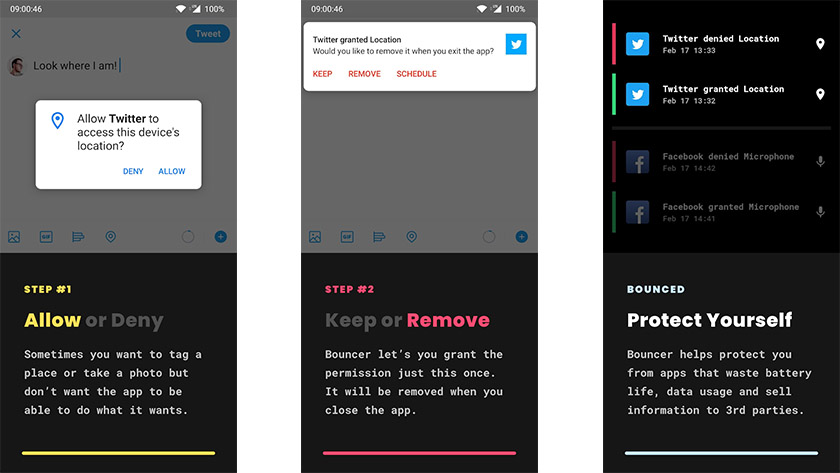 09:00:46
100%
Tweet
Look where I am!
Allow Twitter to
access this device's
location?
DENY
ALLOW
GIF
STEP #1
Allow or Deny
Sometimes you want to tag a
place or take a photo but
don't want the app to be
able to do what it wants.
09:00:46
100%
Twitter granted Location
Would you like to remove it when you exit the app?
KEEP
REMOVE
SCHEDULE
GIF
STEP #2
Keep or Remove
Bouncer let's you grant the
permission just this once.
It will be removed when you
close the app.
Twitter denied Location
Feb 17 13:33
Twitter granted Location
Feb 17 13:32
Facebook denied Microphone
Feb 17 14:42
Facebook granted Microphone
Feb 17 14:41
BOUNCED
Protect Yourself
Bouncer helps protect you
from apps that waste battery
life, data usage and sell
information to 3rd parties.